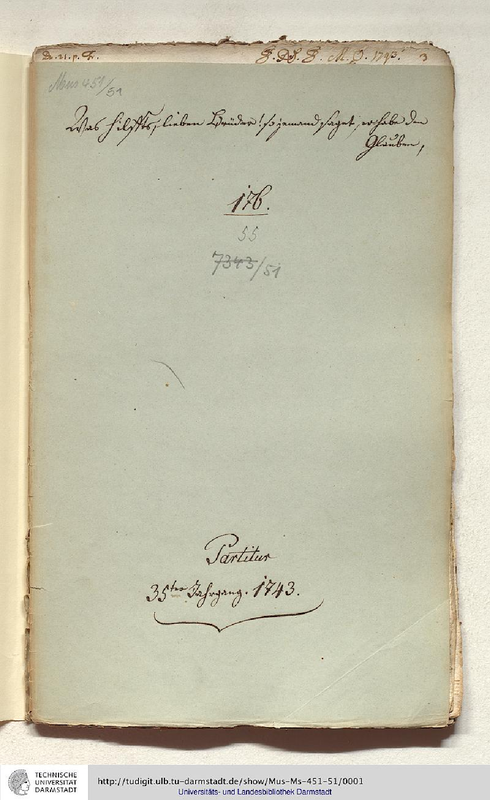 Mus 451/51
Was hilffts, lieben Brüder! so jemand saget, er habe den
Glauben,
176.
55
7343/51
Partitur
35ter Jahrgang. 1743.
TECHNISCHE
UNIVERSITÄT
DARMSTADT
http://tudigit.ulb.tu-darmstadt.de/show/Mus-Ms-451-51/0001
Universitäts- und Landesbibliothek Darmstadt